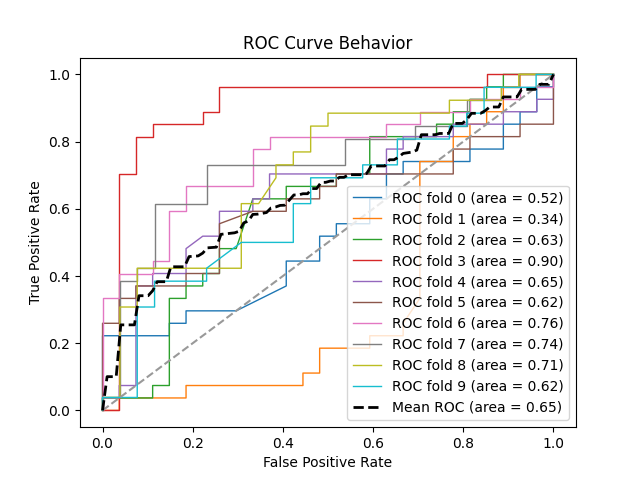 ROC Curve Behavior
1.0
0.8
0.6
0.4
0.2
0.0
True Positive Rate
ROC fold 0 (area = 0.52)
ROC fold 1 (area = 0.34)
ROC fold 2 (area = 0.63)
ROC fold 3 (area = 0.90)
ROC fold 4 (area = 0.65)
ROC fold 5 (area = 0.62)
ROC fold 6 (area = 0.76)
ROC fold 7 (area = 0.74)
ROC fold 8 (area = 0.71)
ROC fold 9 (area = 0.62)
Mean ROC (area = 0.65)
0.0 0.2 0.4 0.6 0.8 1.0
False Positive Rate